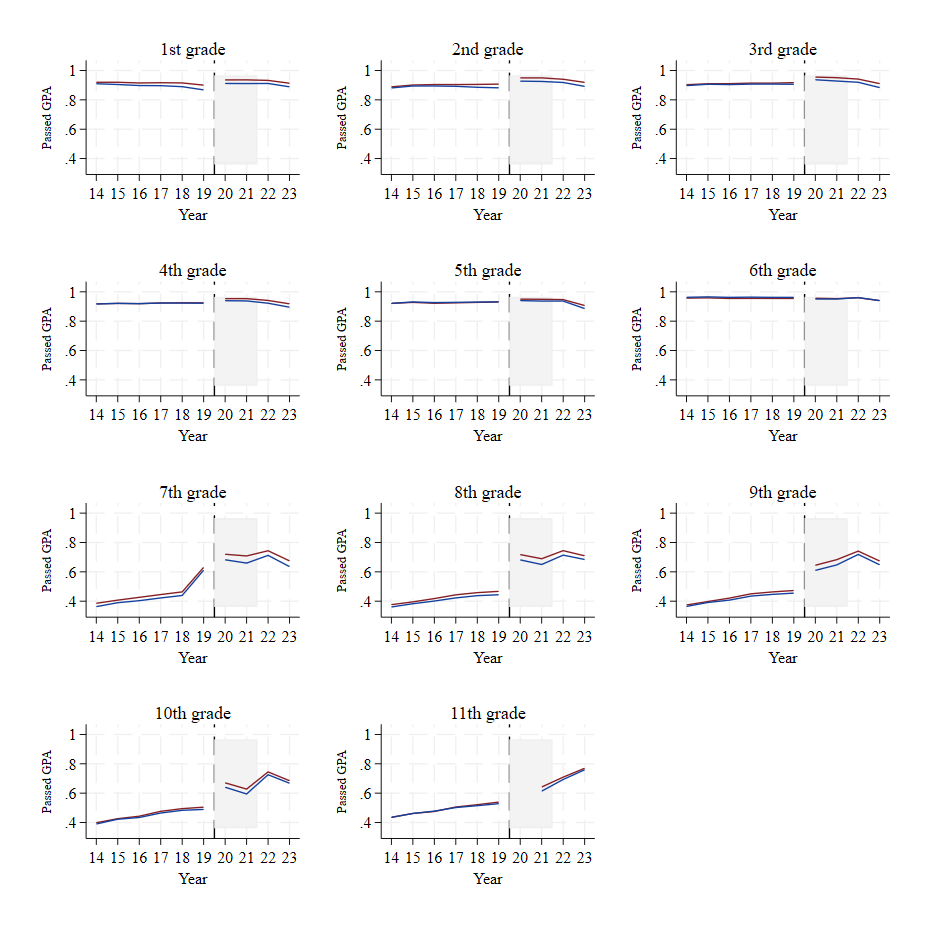 1st grade
Passed GPA
1
.8
.6
.4
14 15 16 17 18 19 20 21 22 23
Year
2nd grade
Passed GPA
1
.8
.6
.4
14 15 16 17 18 19 20 21 22 23
Year
3rd grade
Passed GPA
1
.8
.6
.4
14 15 16 17 18 19 20 21 22 23
Year
4th grade
Passed GPA
1
.8
.6
.4
14 15 16 17 18 19 20 21 22 23
Year
5th grade
Passed GPA
1
.8
.6
.4
14 15 16 17 18 19 20 21 22 23
Year
6th grade
Passed GPA
1
.8
.6
.4
14 15 16 17 18 19 20 21 22 23
Year
7th grade
Passed GPA
1
.8
.6
.4
14 15 16 17 18 19 20 21 22 23
Year
8th grade
Passed GPA
1
.8
.6
.4
14 15 16 17 18 19 20 21 22 23
Year
9th grade
Passed GPA
1
.8
.6
.4
14 15 16 17 18 19 20 21 22 23
Year
10th grade
Passed GPA
1
.8
.6
.4
14 15 16 17 18 19 20 21 22 23
Year
11th grade
Passed GPA
1
.8
.6
.4
14 15 16 17 18 19 20 21 22 23
Year